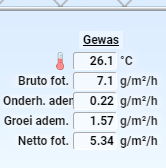 Gewas
26.1 °C
Bruto fot. 7.1 g/m²/h
Onderh. adem 0.22 g/m²/h
Groei adem. 1.57 g/m²/h
Netto fot. 5.34 g/m²/h